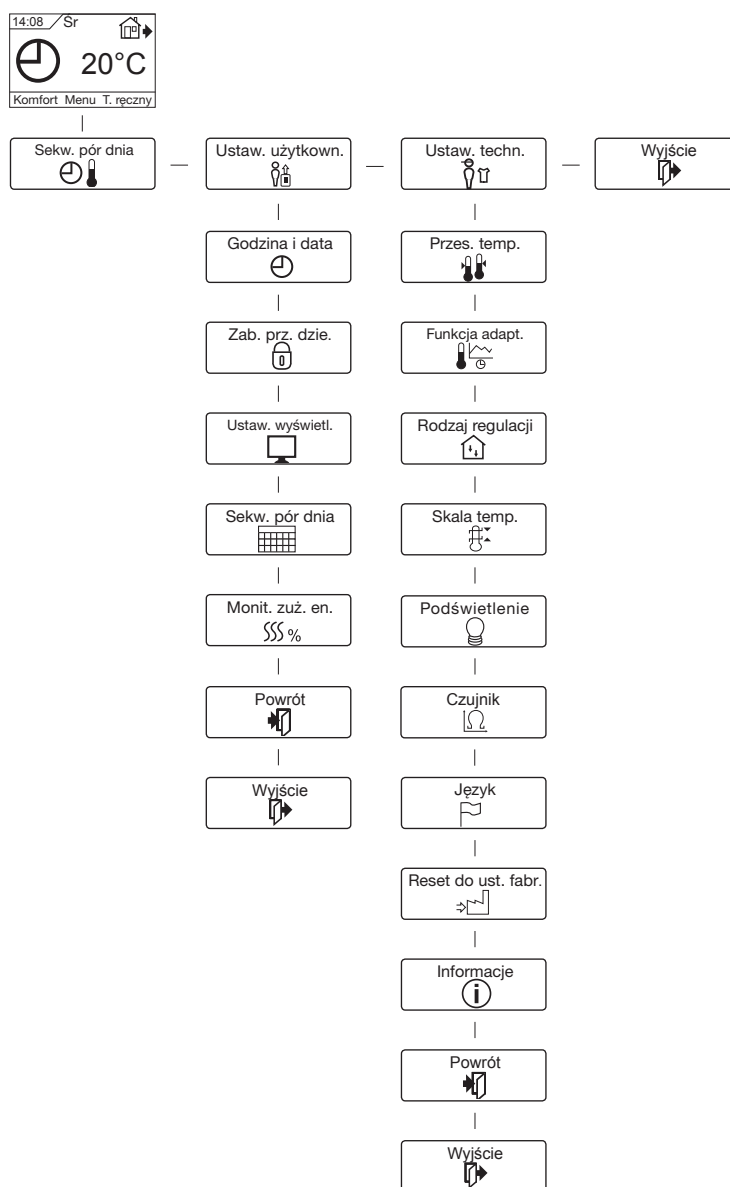 14:08 Śr
20°C
Komfort Menu T. ręczny
Sekw. pór dnia
Ustaw. użytkown.
Ustaw. techn.
Wyjście
Godzina i data
Zab. prz. dzie.
Ustaw. wyświetl.
Sekw. pór dnia
Monit. zuż. en.
%
Powrót
Wyjście
Przes. temp.
Funkcja adapt.
Rodzaj regulacji
Skala temp.
Podświetlenie
Czujnik
Ω
Język
Reset do ust. fabr.
Informacje
i
Powrót
Wyjście